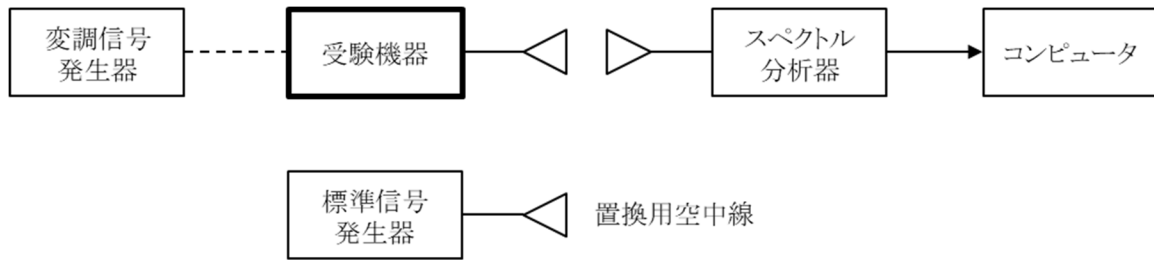 変調信号
発生器
受験機器
スペクトル
分析器
コンピュータ
標準信号
発生器
置換用空中線